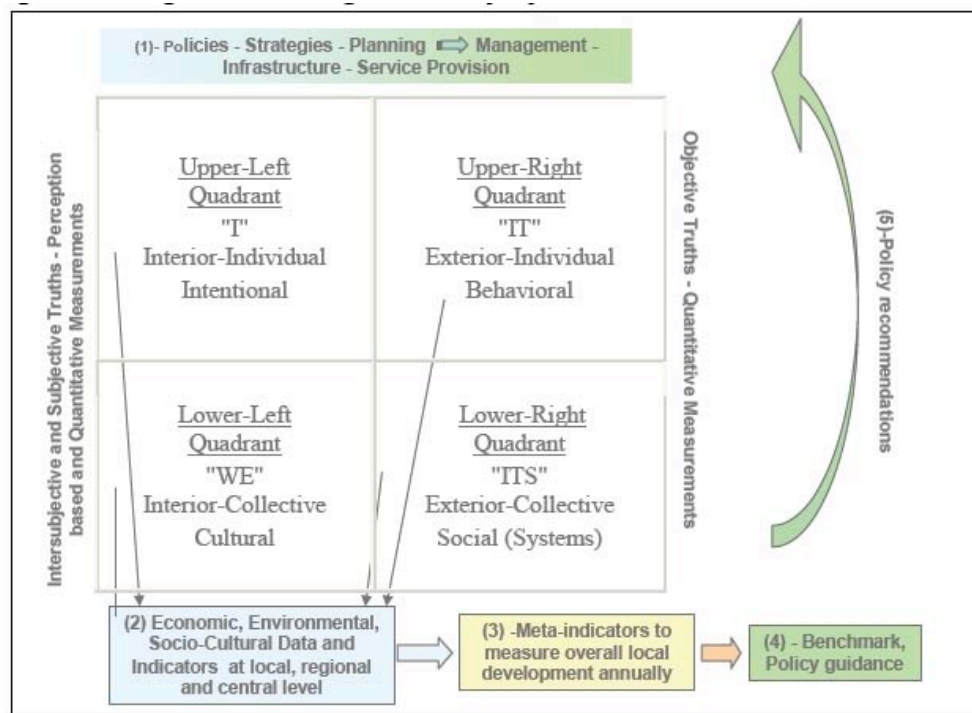 (1)- Policies - Strategies - Planning Management -
Infrastructure - Service Provision
Intersubjective and Subjective Truths - Perception
based and Quantitative Measurements
Upper-Left
Quadrant
"I"
Interior-Individual
Intentional
Upper-Right
Quadrant
"IT"
Exterior-Individual
Behavioral
Lower-Left
Quadrant
"WE"
Interior-Collective
Cultural
Lower-Right
Quadrant
"ITS"
Exterior-Collective
Social (Systems)
Objective Truths - Quantitative Measurements
(5)-Policy recommendations
(2) Economic, Environmental,
Socio-Cultural Data and
Indicators at local, regional
and central level
(3) -Meta-indicators to
measure overall local
development annually
(4) - Benchmark,
Policy guidance